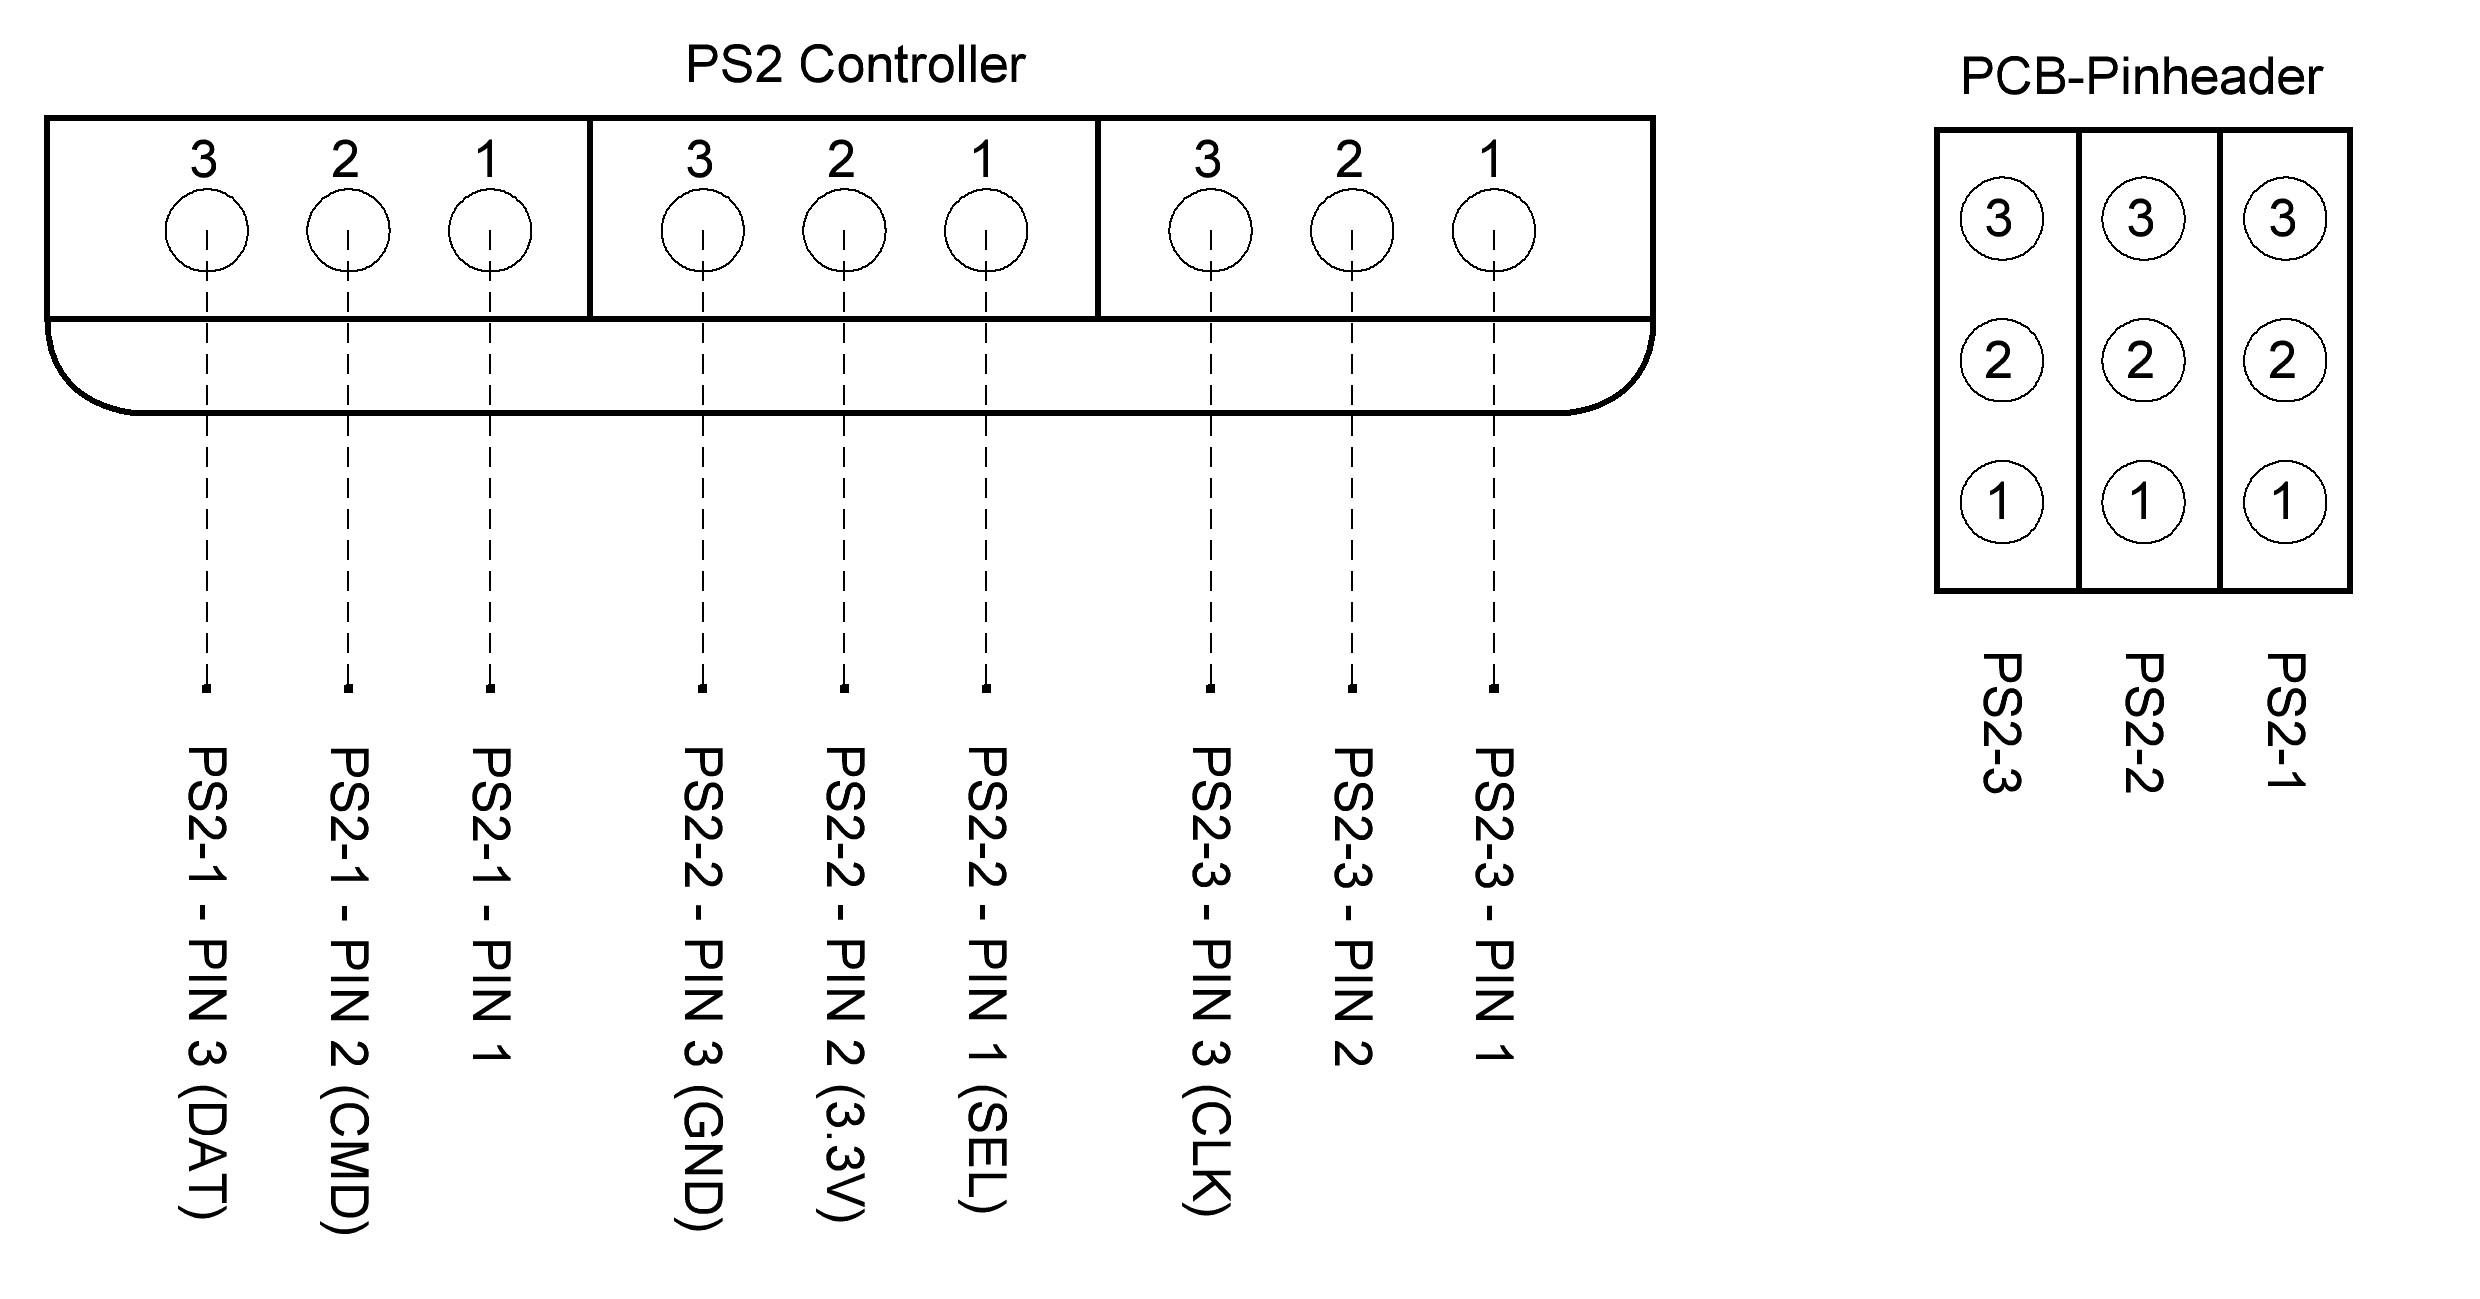 PS2 Controller
3 2 1 3 2 1 3 2 1
PS2-1 - PIN 3 (DAT)
PS2-1 - PIN 2 (CMD)
PS2-1 - PIN 1
PS2-2 - PIN 3 (GND)
PS2-2 - PIN 2 (3.3V)
PS2-2 - PIN 1 (SEL)
PS2-3 - PIN 3 (CLK)
PS2-3 - PIN 2
PS2-3 - PIN 1
PCB-Pinheader
3 3 3
2 2 2
1 1 1
PS2-3
PS2-2
PS2-1